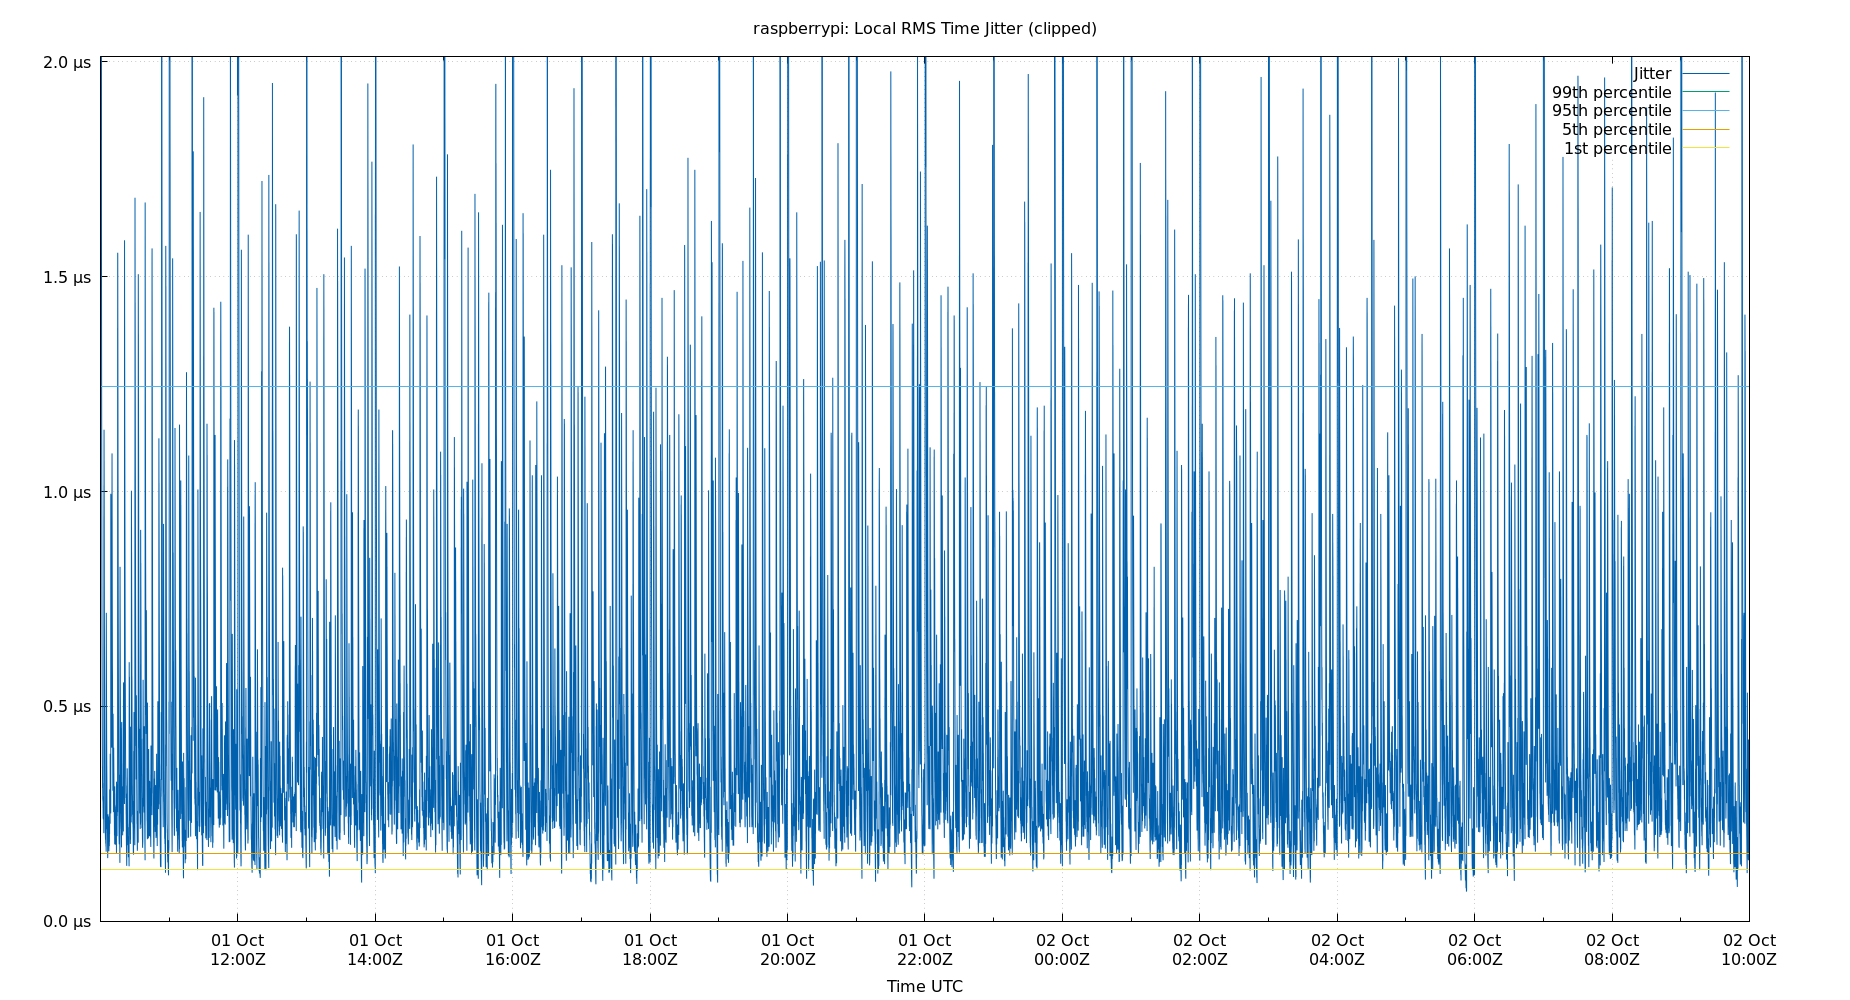 raspberrypi: Local RMS Time Jitter (clipped)
2.0 µs
1.5 µs
1.0 µs
0.5 µs
0.0 µs
Jitter
99th percentile
95th percentile
5th percentile
1st percentile
01 Oct 01 Oct 01 Oct 01 Oct 01 Oct 01 Oct 02 Oct 02 Oct 02 Oct 02 Oct 02 Oct 02 Oct
12:00Z 14:00Z 16:00Z 18:00Z 20:00Z 22:00Z 00:00Z 02:00Z 04:00Z 06:00Z 08:00Z 10:00Z
Time UTC